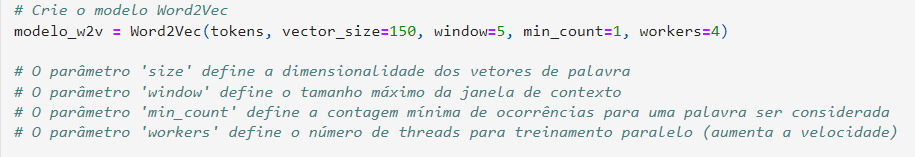 # Crie o modelo Word2Vec
modelo_w2v = Word2Vec(tokens, vector_size=150, window=5, min_count=1, workers=4)
# O parâmetro 'size' define a dimensionalidade dos vetores de palavra
# O parâmetro 'window' define o tamanho máximo da janela de contexto
# O parâmetro 'min_count' define a contagem mínima de ocorrências para uma palavra ser considerada
# O parâmetro 'workers' define o número de threads para treinamento paralelo (aumenta a velocidade)